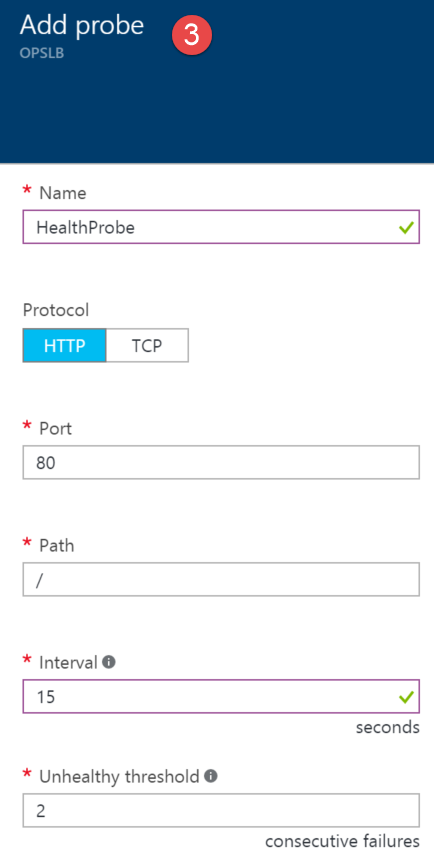 Add probe
3
OPSLB
* Name
HealthProbe
Protocol
HTTP TCP
* Port
80
* Path
/
* Interval
15
seconds
* Unhealthy threshold
2
consecutive failures